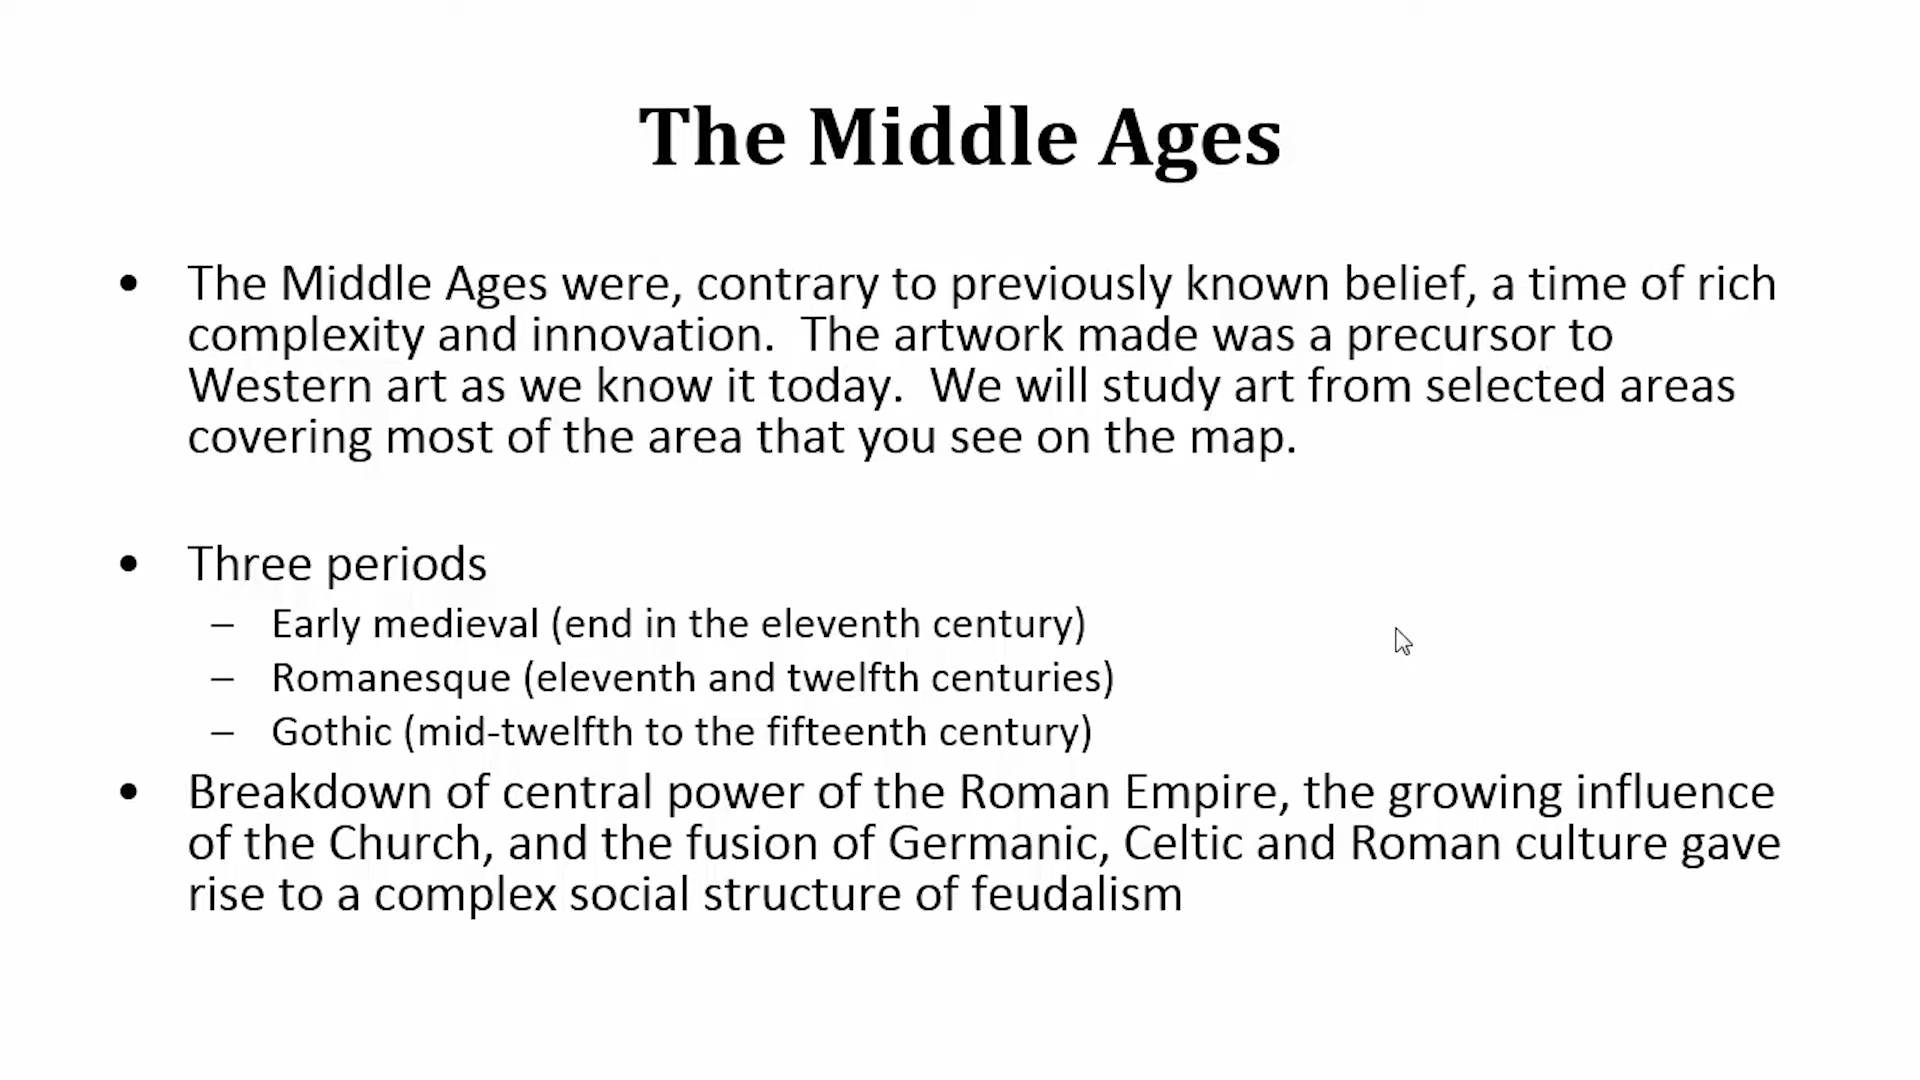 The Middle Ages
• The Middle Ages were, contrary to previously known belief, a time of rich
complexity and innovation.  The artwork made was a precursor to
Western art as we know it today.  We will study art from selected areas
covering most of the area that you see on the map.
• Three periods
– Early medieval (end in the eleventh century)
– Romanesque (eleventh and twelfth centuries)
– Gothic (mid-twelfth to the fifteenth century)
• Breakdown of central power of the Roman Empire, the growing influence
of the Church, and the fusion of Germanic, Celtic and Roman culture gave
rise to a complex social structure of feudalism